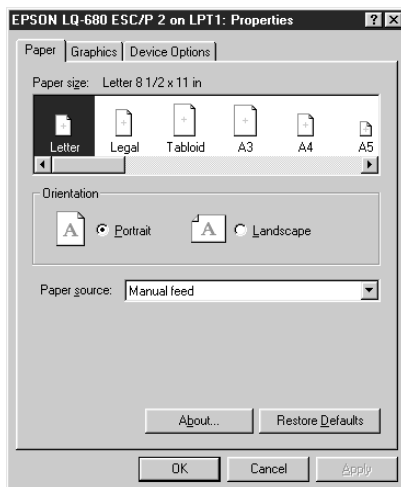 EPSON LQ-680 ESC/P 2 on LPT1: Properties
Paper Graphics Device Options
Paper size: Letter 8 1/2 x 11 in
Letter Legal Tabloid A3 A4 A5
Orientation
A Portrait A Landscape
Paper source: Manual feed
About... Restore Defaults
OK Cancel Apply